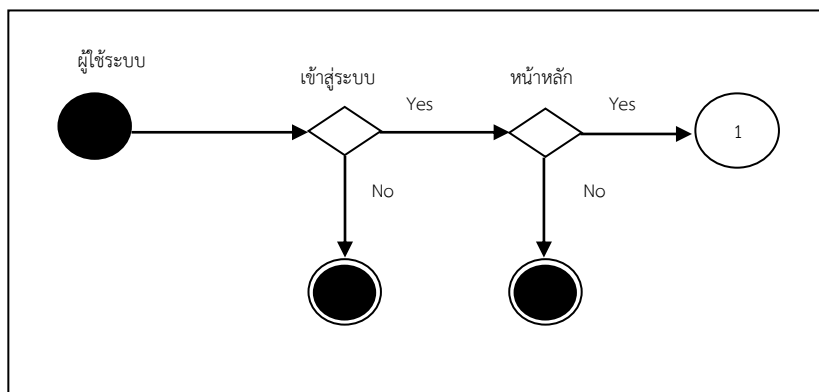 ผู้ใช้ระบบ
เข้าสู่ระบบ
หน้าหลัก
Yes
Yes
1
No
No